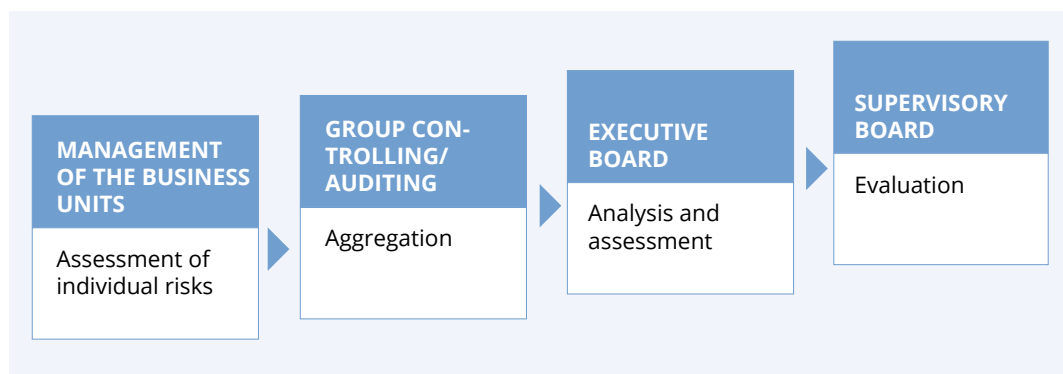 MANAGEMENT
OF THE BUSINESS
UNITS
Assessment of
individual risks
GROUP CON-
TROLLING/
AUDITING
Aggregation
EXECUTIVE
BOARD
Analysis and
assessment
SUPERVISORY
BOARD
Evaluation